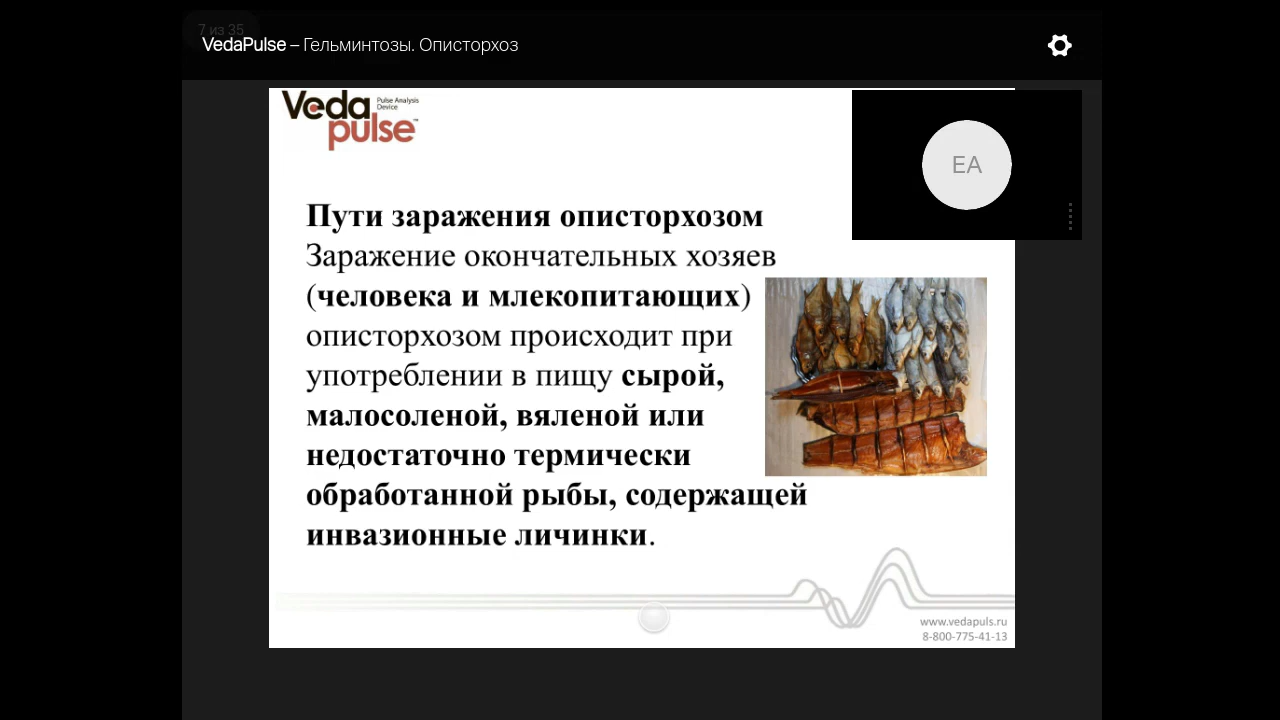 7 из 35
VedaPulse – Гельминтозы. Описторхоз
Veda
Pulse Analysis
Device
pulse™
EA
Пути заражения описторхозом
Заражение окончательных хозяев
(человека и млекопитающих)
описторхозом происходит при
употреблении в пищу сырой,
малосоленой, вяленой или
недостаточно термически
обработанной рыбы, содержащей
инвазионные личинки.
www.vedapuls.ru
8-800-775-41-13